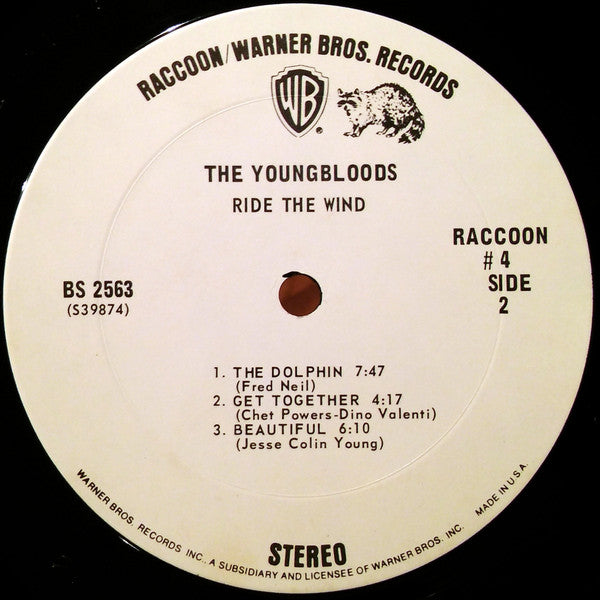 RACCOON/WARNER BROS. RECORDS
WB
®
THE YOUNGBLOODS
RIDE THE WIND
RACCOON
#4
SIDE
2
BS 2563
(S39874)
1. THE DOLPHIN 7:47
(Fred Neil)
2. GET TOGETHER 4:17
(Chet Powers-Dino Valenti)
3. BEAUTIFUL 6:10
(Jesse Colin Young)
STEREO
WARNER BROS. RECORDS INC., A SUBSIDIARY AND LICENSEE OF WARNER BROS. INC. MADE IN U.S.A.